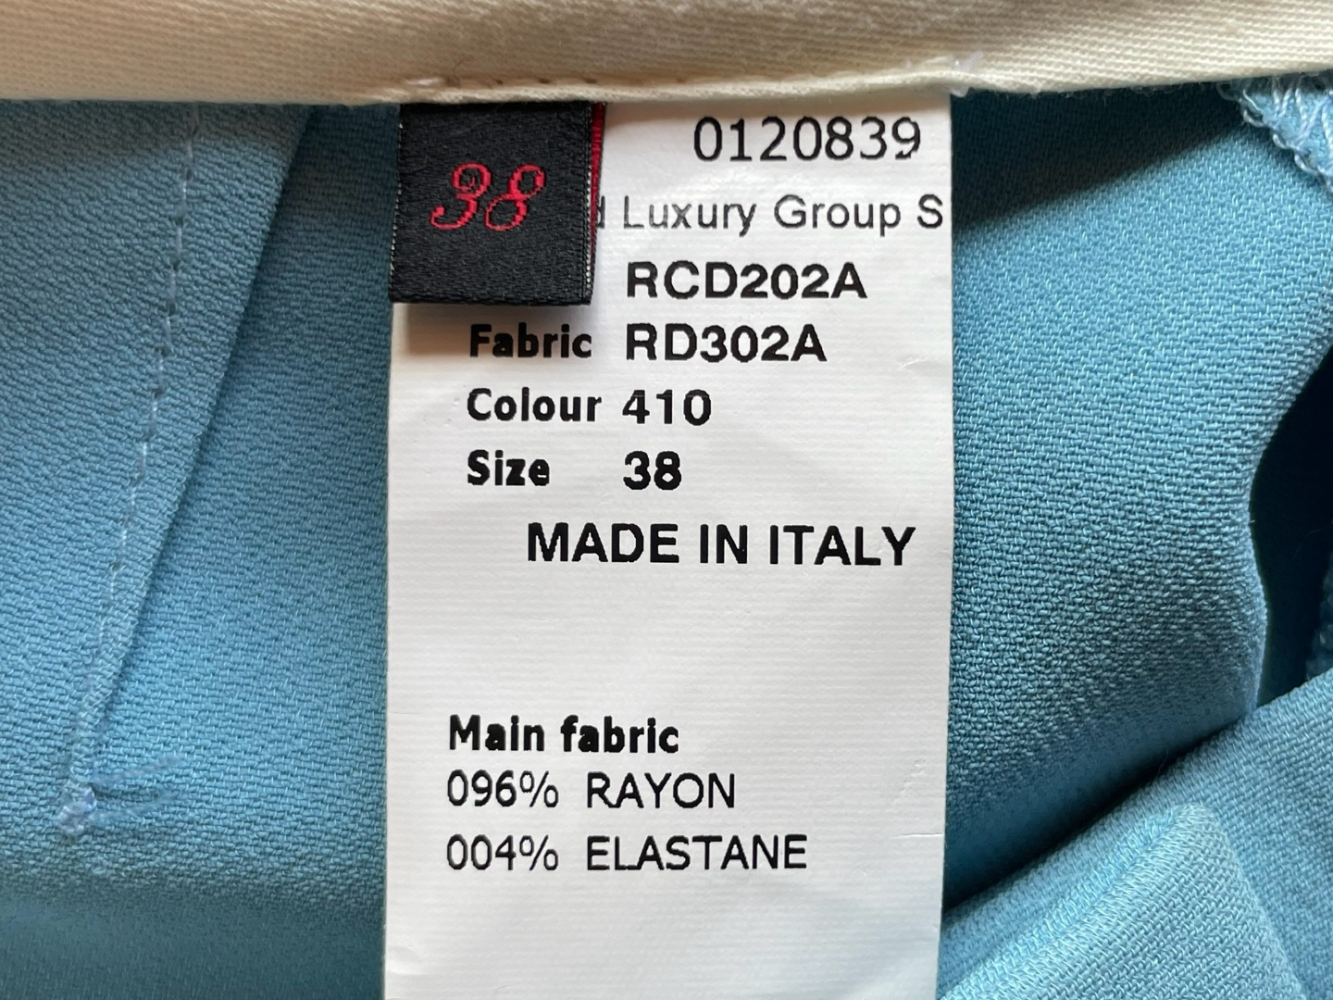 0120839
38
Luxury Group S
RCD202A
Fabric RD302A
Colour 410
Size 38
MADE IN ITALY
Main fabric
096% RAYON
004% ELASTANE